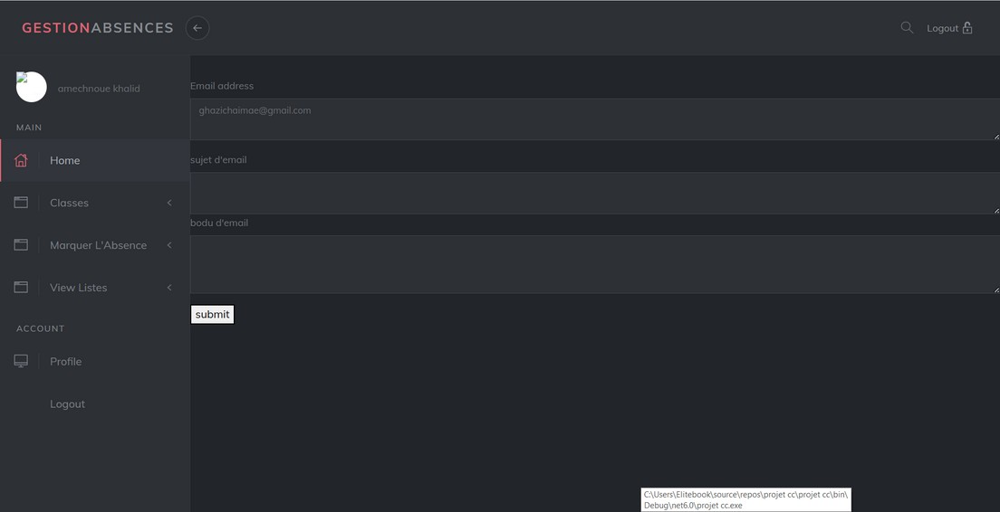 GESTIONABSENCES
Logout
amechnoue khalid
MAIN
Home
Classes
Marquer L'Absence
View Listes
ACCOUNT
Profile
Logout
Email address
ghazichaimae@gmail.com
sujet d'email
bodu d'email
submit
C:\Users\Elitebook\source\repos\projet cc\projet cc\bin\
Debug\net6.0\projet cc.exe